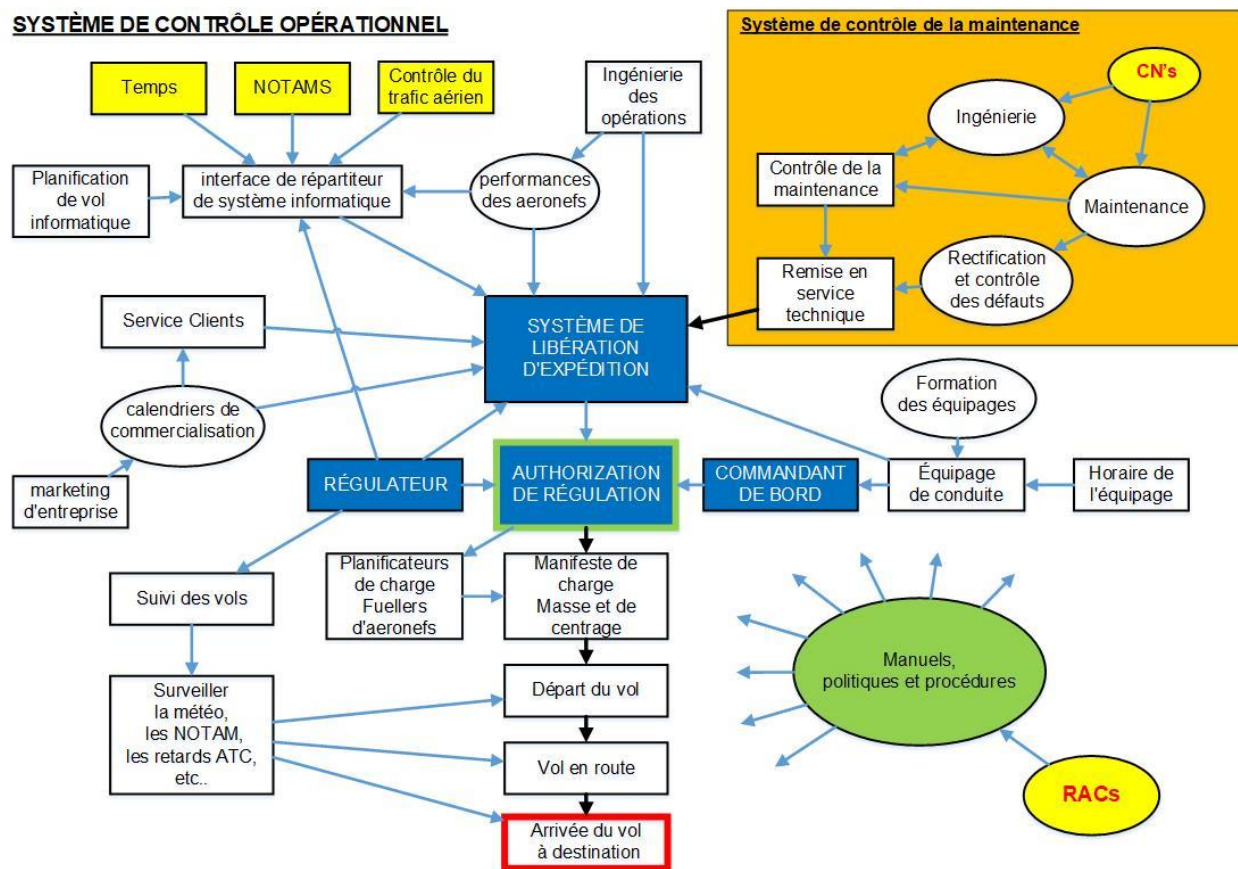 SYSTÈME DE CONTRÔLE OPÉRATIONNEL
Système de contrôle de la maintenance
Temps
NOTAMS
Contrôle du
trafic aérien
Ingénierie
des
opérations
CN's
Ingénierie
Planification
de vol
informatique
interface de répartiteur
de système informatique
performances
des aeronefs
Contrôle de la
maintenance
Maintenance
Remise en
service
technique
Rectification
et contrôle
des défauts
Service Clients
SYSTÈME DE
LIBÉRATION
D'EXPÉDITION
calendriers de
commercialisation
Formation
des équipages
marketing
d'entreprise
RÉGULATEUR
AUTHORIZATION
DE RÉGULATION
COMMANDANT
DE BORD
Équipage
de conduite
Horaire de
l'équipage
Suivi des vols
Planificateurs
de charge
Fuellers
d'aeronefs
Manifeste de
charge
Masse et de
centrage
Manuels,
politiques et procédures
Surveiller
la météo,
les NOTAM,
les retards ATC,
etc..
Départ du vol
Vol en route
RACs
Arrivée du vol
à destination